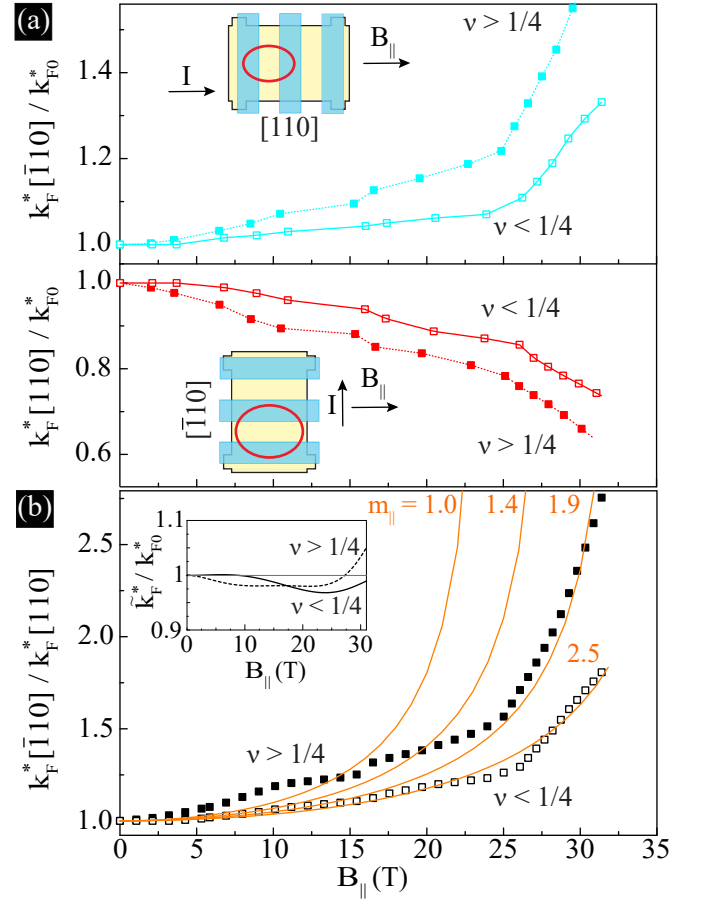 (a)
k*F [1̄10] / k*F0
1.4
1.2
1.0
ν > 1/4
ν < 1/4
I
B||
[110]
k*F [110] / k*F0
1.0
0.8
0.6
ν < 1/4
ν > 1/4
[1̄10]
I
B||
(b)
k*F [1̄10] / k*F [110]
2.5
2.0
1.5
1.0
m|| = 1.0
1.4
1.9
2.5
k̃*F / k*F0
1.1
1
0.9
ν > 1/4
ν < 1/4
0 10 20 30
B|| (T)
ν > 1/4
ν < 1/4
0 5 10 15 20 25 30 35
B|| (T)